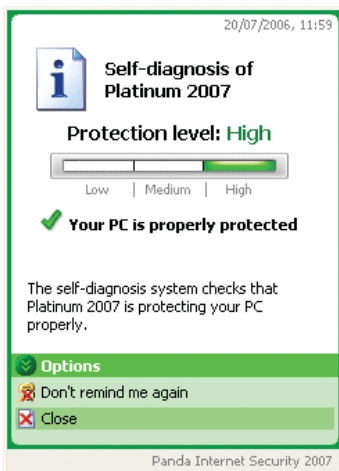 20/07/2006, 11:59
Self-diagnosis of
Platinum 2007
Protection level: High
Low | Medium | High
Your PC is properly protected
The self-diagnosis system checks that
Platinum 2007 is protecting your PC
properly.
Options
Don't remind me again
Close
Panda Internet Security 2007